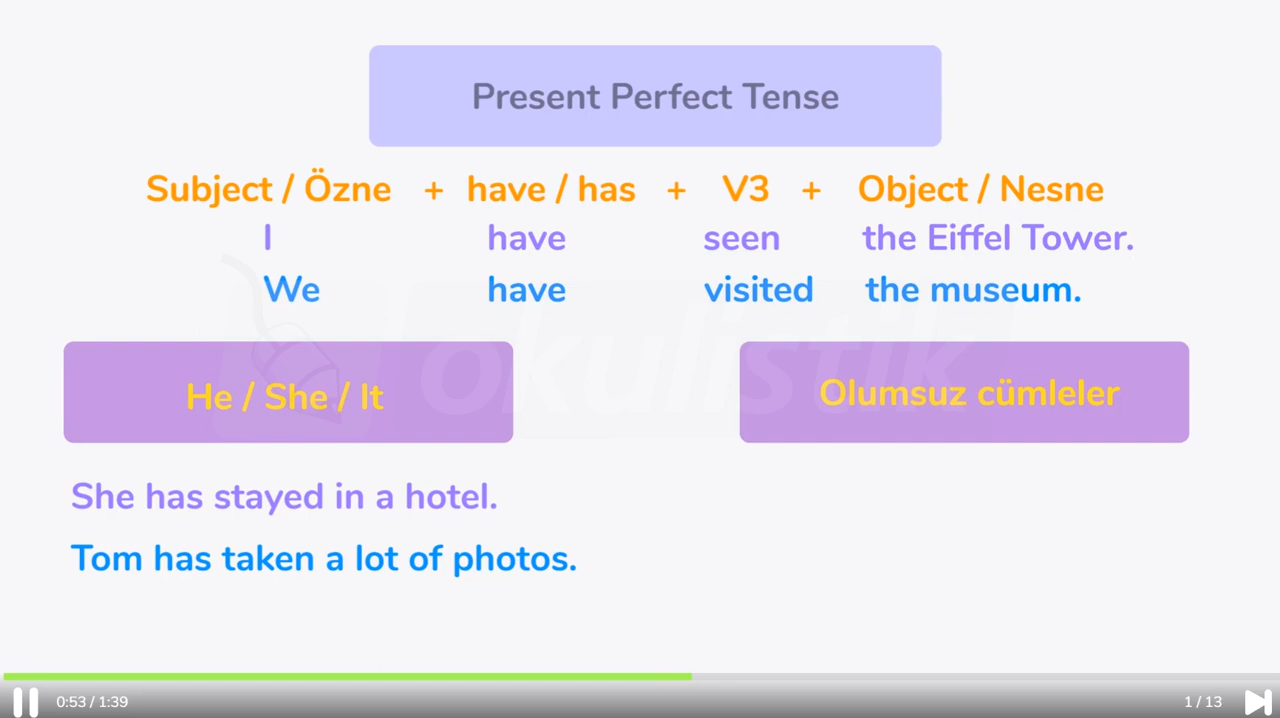 Present Perfect Tense
Subject / Özne + have / has + V3 + Object / Nesne
I have seen the Eiffel Tower.
We have visited the museum.
okulistik
He / She / It
Olumsuz cümleler
She has stayed in a hotel.
Tom has taken a lot of photos.
0:53 / 1:39
1 / 13